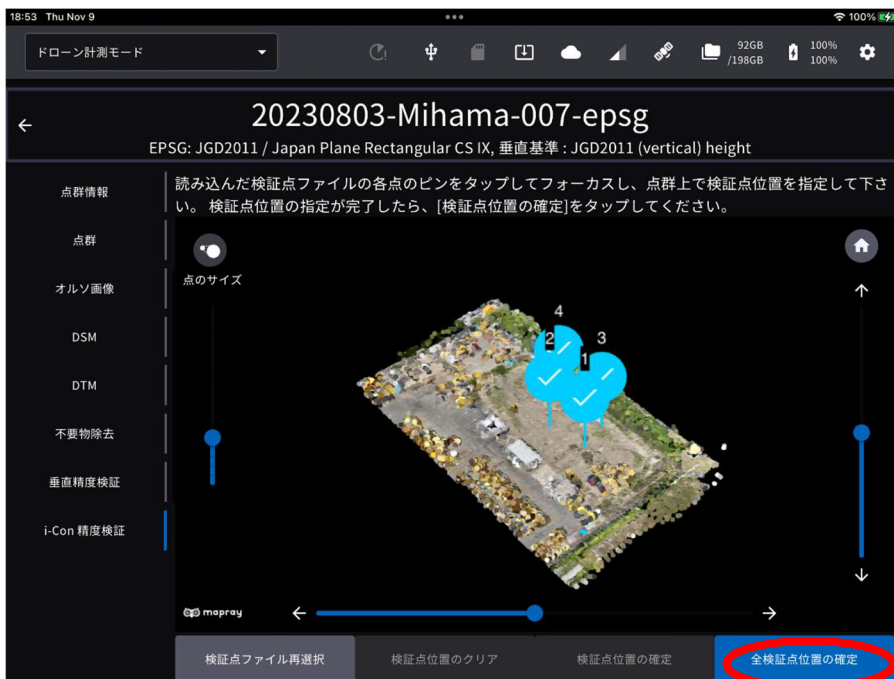 18:53 Thu Nov 9
100%
ドローン計測モード
92GB
/198GB
100%
100%
20230803-Mihama-007-epsg
EPSG: JGD2011 / Japan Plane Rectangular CS IX, 垂直基準 : JGD2011 (vertical) height
点群情報
点群
オルソ画像
DSM
DTM
不要物除去
垂直精度検証
i-Con 精度検証
読み込んだ検証点ファイルの各点のピンをタップしてフォーカスし、点群上で検証点位置を指定して下さ
い。 検証点位置の指定が完了したら、[検証点位置の確定]をタップしてください。
点のサイズ
4
2
3
1
mapray
検証点ファイル再選択
検証点位置のクリア
検証点位置の確定
全検証点位置の確定